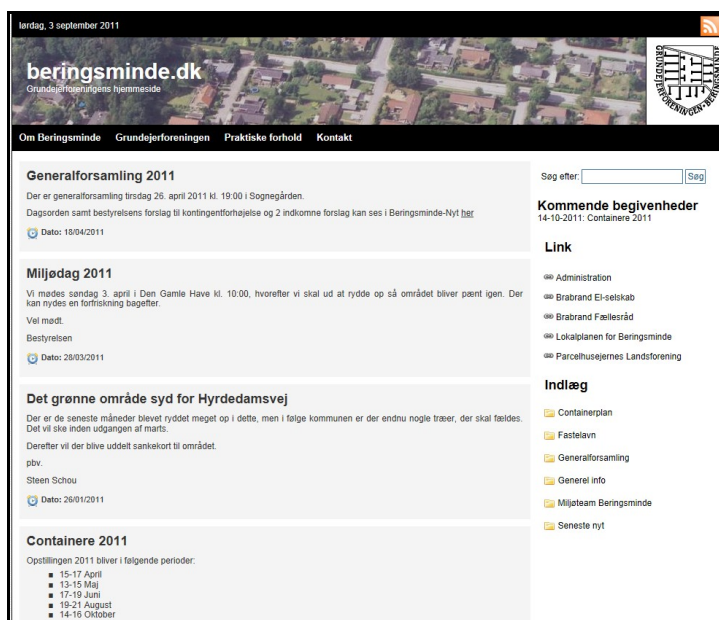 lørdag, 3 september 2011
beringsminde.dk
Grundejerforeningens hjemmeside
GRUNDEJERFORENINGEN·BERINGSMINDE
Om Beringsminde Grundejerforeningen Praktiske forhold Kontakt
Generalforsamling 2011
Der er generalforsamling tirsdag 26. april 2011 kl. 19:00 i Sognegården.
Dagsorden samt bestyrelsens forslag til kontingentforhøjelse og 2 indkomne forslag kan ses i Beringsminde-Nyt her
Dato: 18/04/2011
Miljødag 2011
Vi mødes søndag 3. april i Den Gamle Have kl. 10:00, hvorefter vi skal ud at rydde op så området bliver pænt igen. Der
kan nydes en forfriskning bagefter.
Vel mødt.
Bestyrelsen
Dato: 28/03/2011
Det grønne område syd for Hyrdedamsvej
Der er de seneste måneder blevet ryddet meget op i dette, men i følge kommunen er der endnu nogle træer, der skal fældes.
Det vil ske inden udgangen af marts.
Derefter vil der blive uddelt sankekort til området.
pbv.
Steen Schou
Dato: 26/01/2011
Containere 2011
Opstillingen 2011 bliver i følgende perioder:
15-17 April
13-15 Maj
17-19 Juni
19-21 August
14-16 Oktober
Søg efter: Søg
Kommende begivenheder
14-10-2011: Containere 2011
Link
Administration
Brabrand El-selskab
Brabrand Fællesråd
Lokalplanen for Beringsminde
Parcelhusejernes Landsforening
Indlæg
Containerplan
Fastelavn
Generalforsamling
Generel info
Miljøteam Beringsminde
Seneste nyt